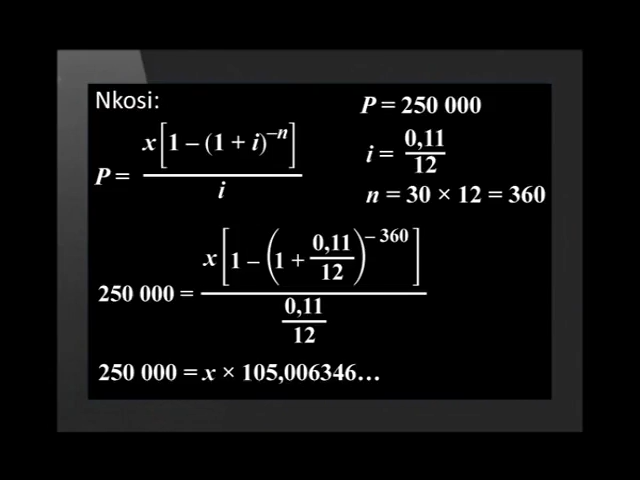 Nkosi:
P = x[1 – (1 + i)^–n] / i
P = 250 000
i = 0,11/12
n = 30 × 12 = 360
250 000 = x[1 – (1 + 0,11/12)^– 360] / (0,11/12)
250 000 = x × 105,006346…